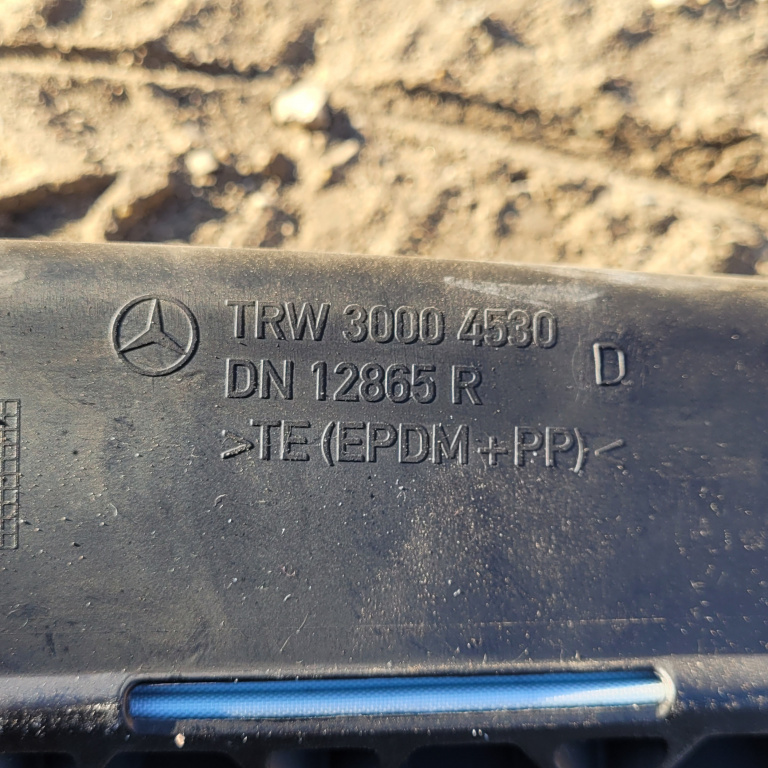 TRW 3000 4530
DN 12865 R
D
>TE (EPDM+PP)<